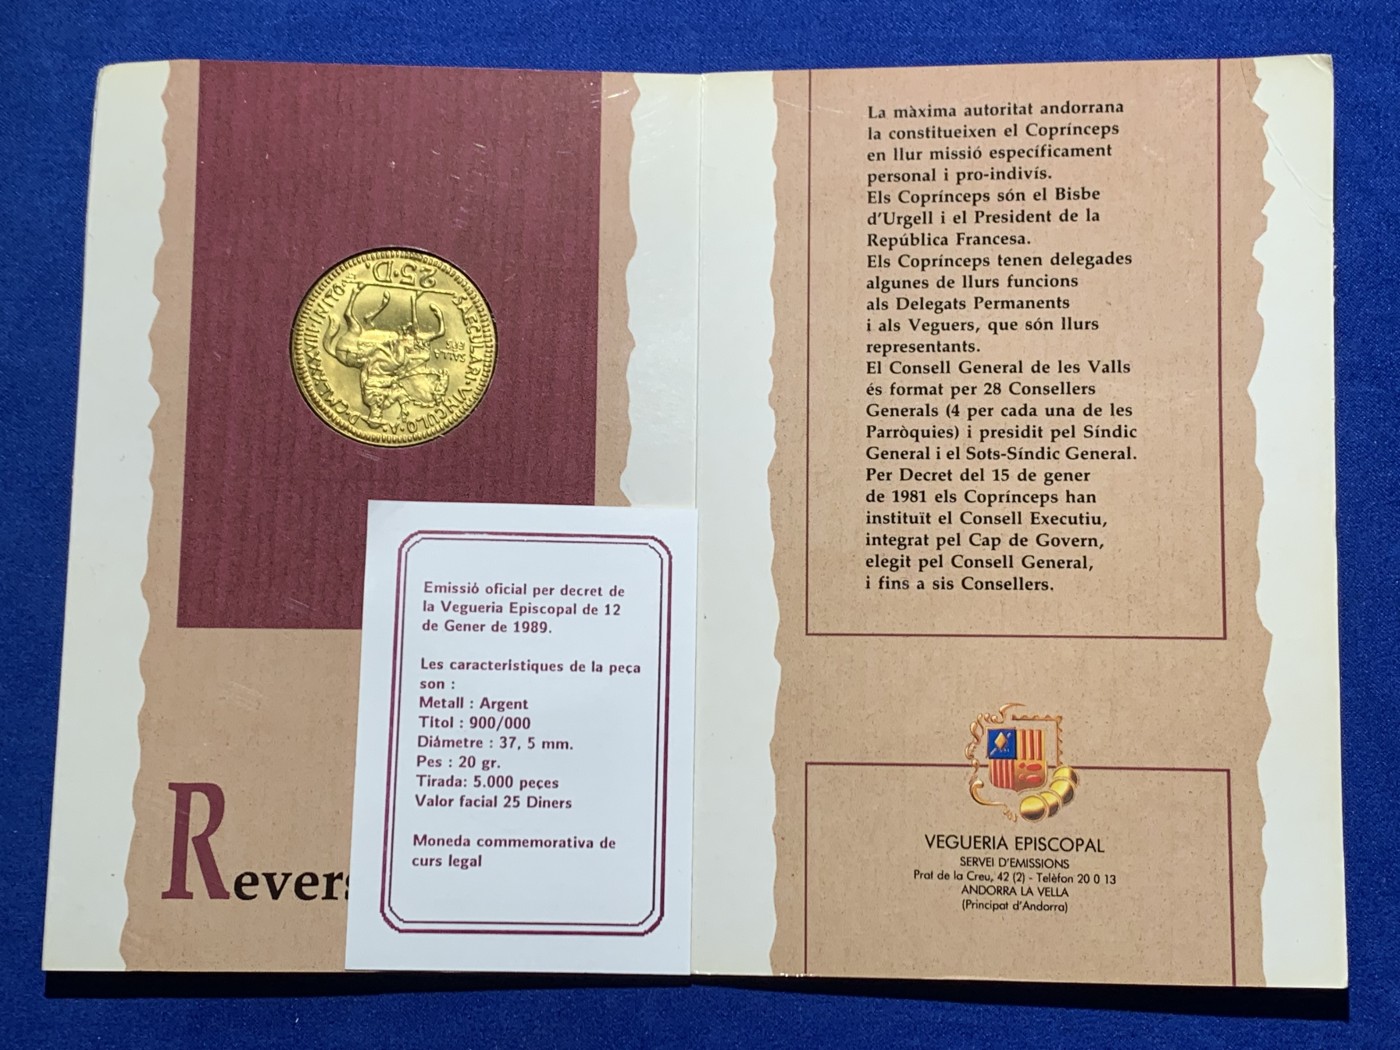 25·D·
SAECULARI·VINCULO·A·D·CMLXXXVIII·INITO
Revers
Emissió oficial per decret de
la Vegueria Episcopal de 12
de Gener de 1989.
Les caracteristiques de la peça
son :
Metall : Argent
Titol : 900/000
Diámetre : 37, 5 mm.
Pes : 20 gr.
Tirada: 5.000 peçes
Valor facial 25 Diners
Moneda commemorativa de
curs legal
La màxima autoritat andorrana
la constitueixen el Coprínceps
en llur missió específicament
personal i pro-indivís.
Els Coprínceps són el Bisbe
d'Urgell i el President de la
República Francesa.
Els Coprínceps tenen delegades
algunes de llurs funcions
als Delegats Permanents
i als Veguers, que són llurs
representants.
El Consell General de les Valls
és format per 28 Consellers
Generals (4 per cada una de les
Parròquies) i presidit pel Síndic
General i el Sots-Síndic General.
Per Decret del 15 de gener
de 1981 els Coprínceps han
instituït el Consell Executiu,
integrat pel Cap de Govern,
elegit pel Consell General,
i fins a sis Consellers.
VEGUERIA EPISCOPAL
SERVEI D'EMISSIONS
Prat de la Creu, 42 (2) - Telèfon 20 0 13
ANDORRA LA VELLA
(Principat d'Andorra)